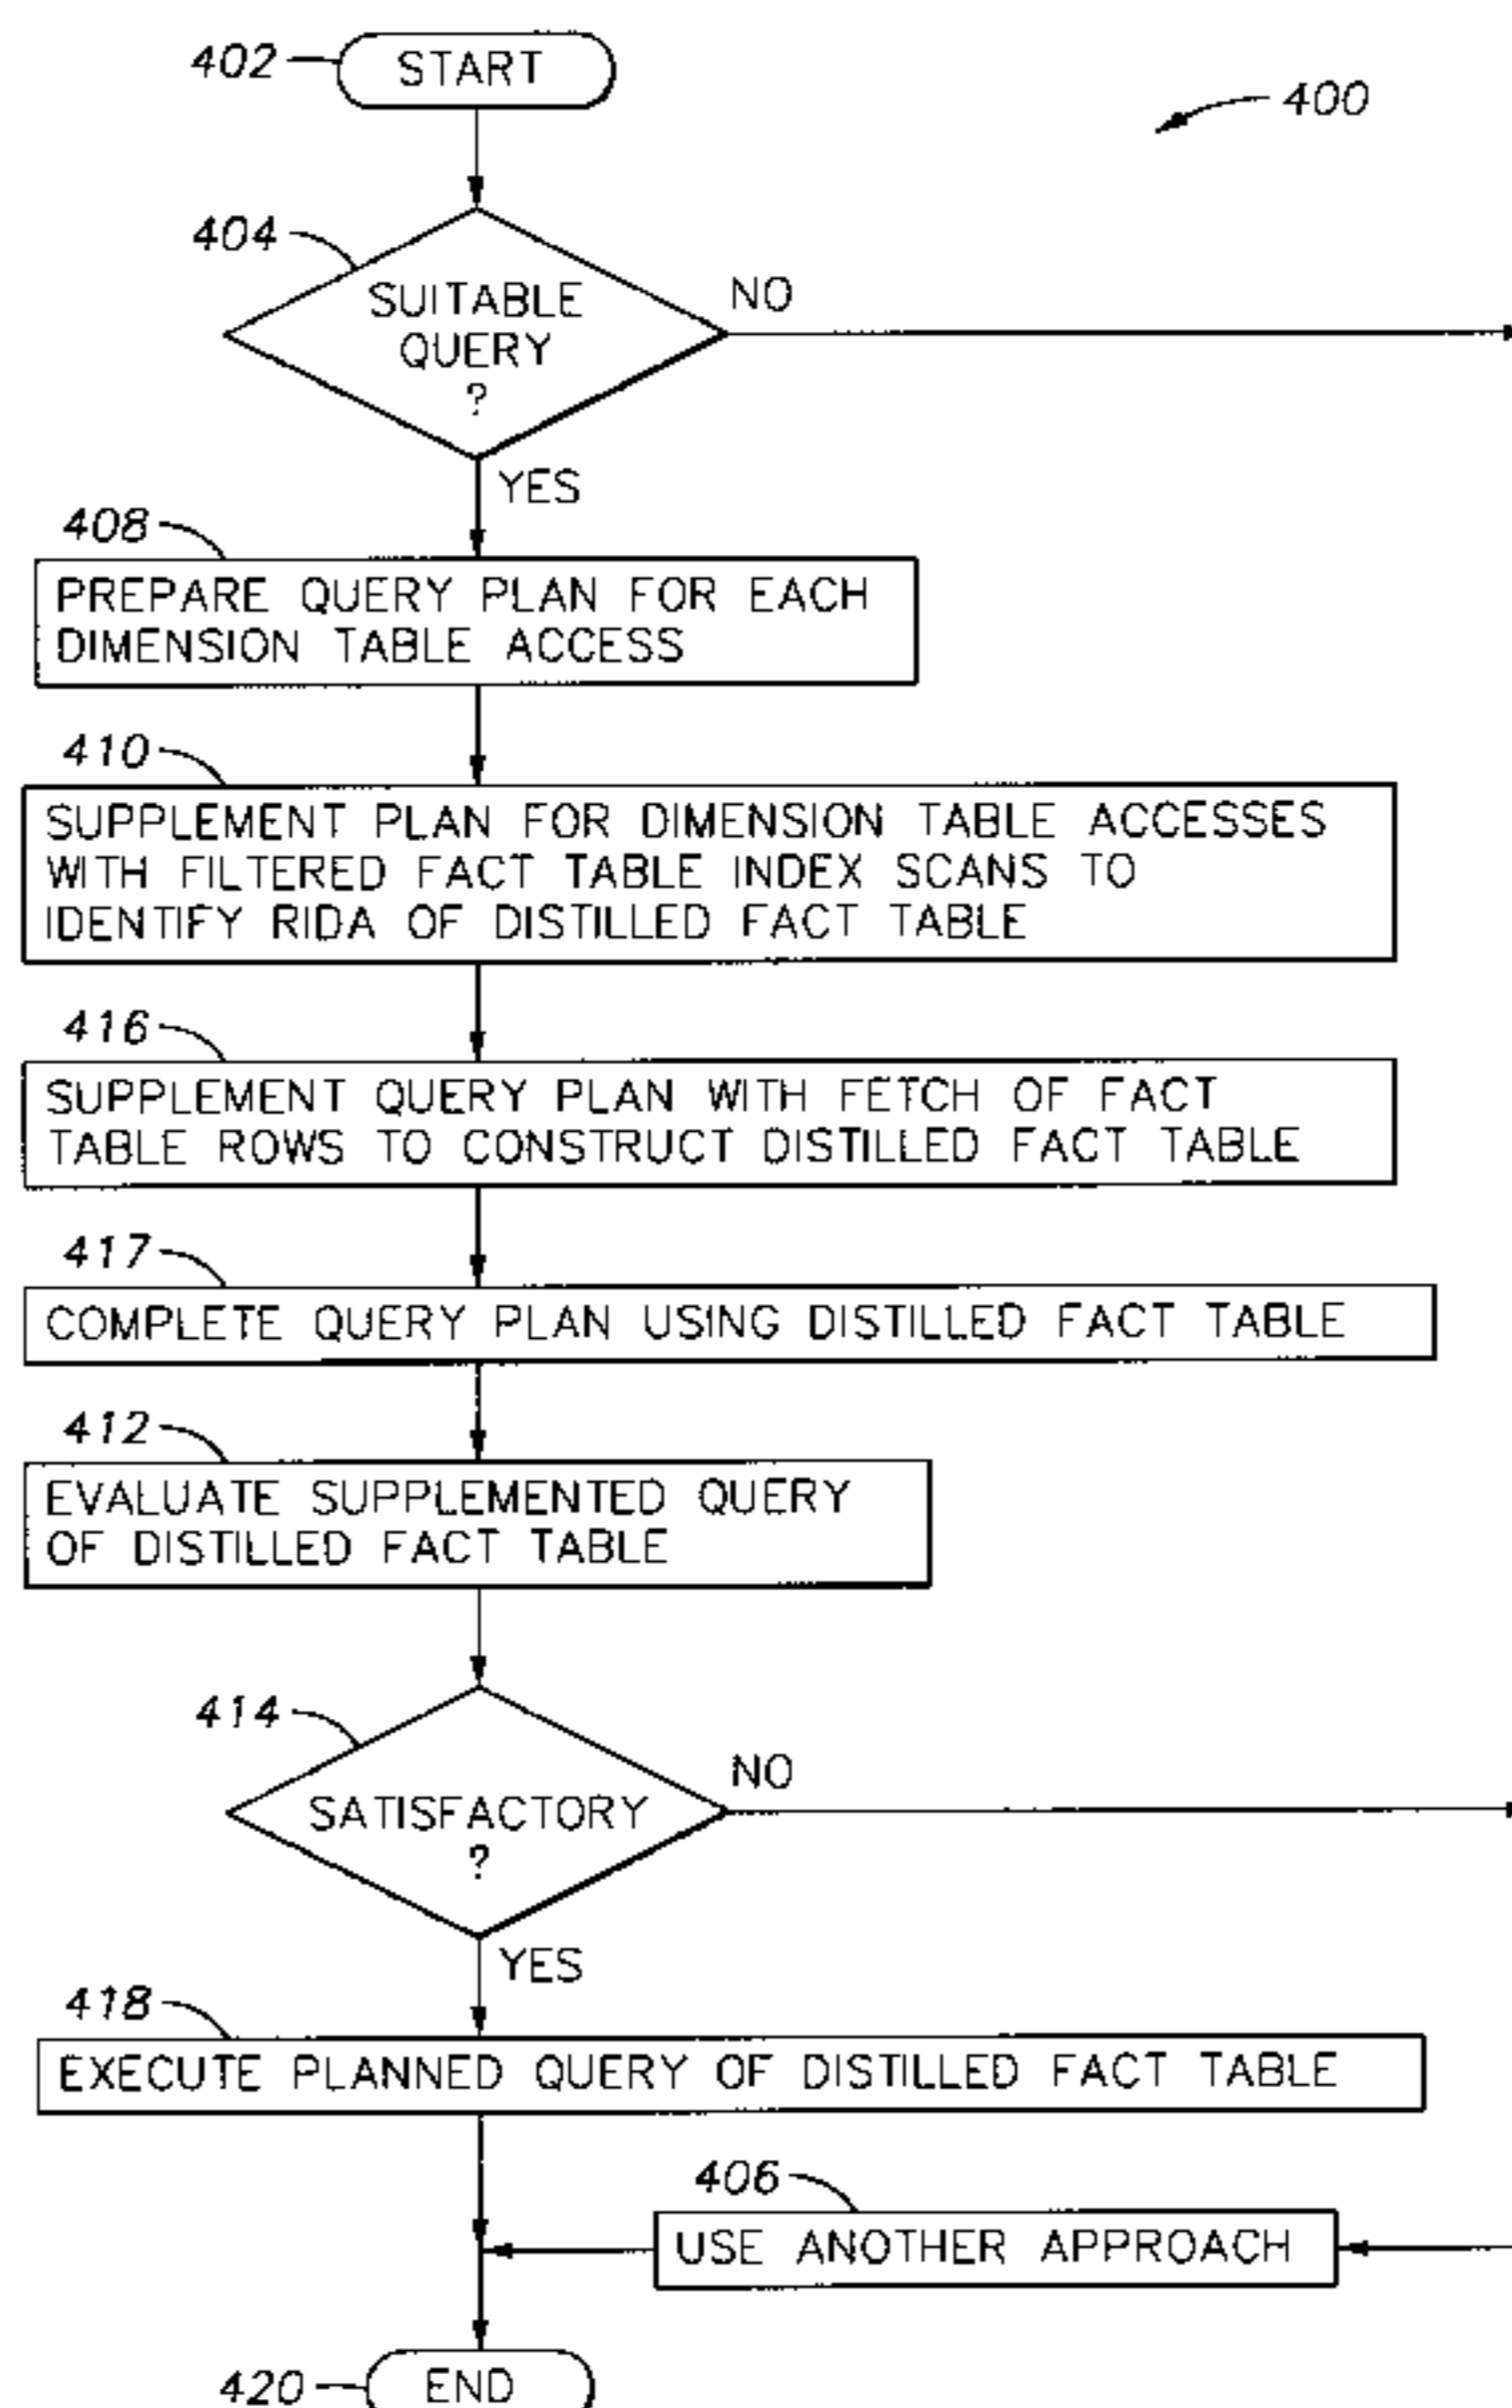 402
START
400
404
SUITABLE
QUERY
?
NO
YES
408
PREPARE QUERY PLAN FOR EACH
DIMENSION TABLE ACCESS
410
SUPPLEMENT PLAN FOR DIMENSION TABLE ACCESSES
WITH FILTERED FACT TABLE INDEX SCANS TO
IDENTIFY RIDA OF DISTILLED FACT TABLE
416
SUPPLEMENT QUERY PLAN WITH FETCH OF FACT
TABLE ROWS TO CONSTRUCT DISTILLED FACT TABLE
417
COMPLETE QUERY PLAN USING DISTILLED FACT TABLE
412
EVALUATE SUPPLEMENTED QUERY
OF DISTILLED FACT TABLE
414
SATISFACTORY
?
NO
YES
418
EXECUTE PLANNED QUERY OF DISTILLED FACT TABLE
406
USE ANOTHER APPROACH
420
END